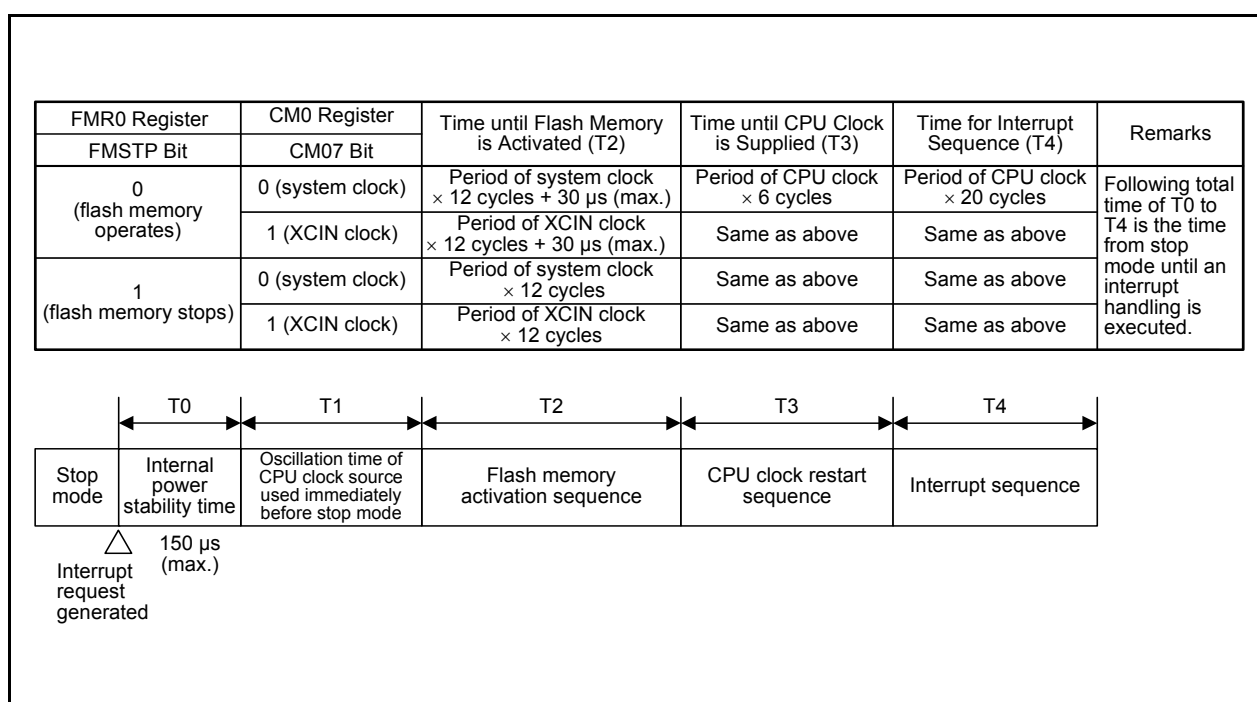 FMR0 Register
CM0 Register
Time until Flash Memory
is Activated (T2)
Time until CPU Clock
is Supplied (T3)
Time for Interrupt
Sequence (T4)
Remarks
FMSTP Bit
CM07 Bit
0
(flash memory
operates)
0 (system clock)
Period of system clock
× 12 cycles + 30 µs (max.)
Period of CPU clock
× 6 cycles
Period of CPU clock
× 20 cycles
Following total
time of T0 to
T4 is the time
from stop
mode until an
interrupt
handling is
executed.
1 (XCIN clock)
Period of XCIN clock
× 12 cycles + 30 µs (max.)
Same as above
Same as above
1
(flash memory stops)
0 (system clock)
Period of system clock
× 12 cycles
Same as above
Same as above
1 (XCIN clock)
Period of XCIN clock
× 12 cycles
Same as above
Same as above
T0
T1
T2
T3
T4
Stop
mode
Internal
power
stability time
Oscillation time of
CPU clock source
used immediately
before stop mode
Flash memory
activation sequence
CPU clock restart
sequence
Interrupt sequence
150 µs
(max.)
Interrupt
request
generated